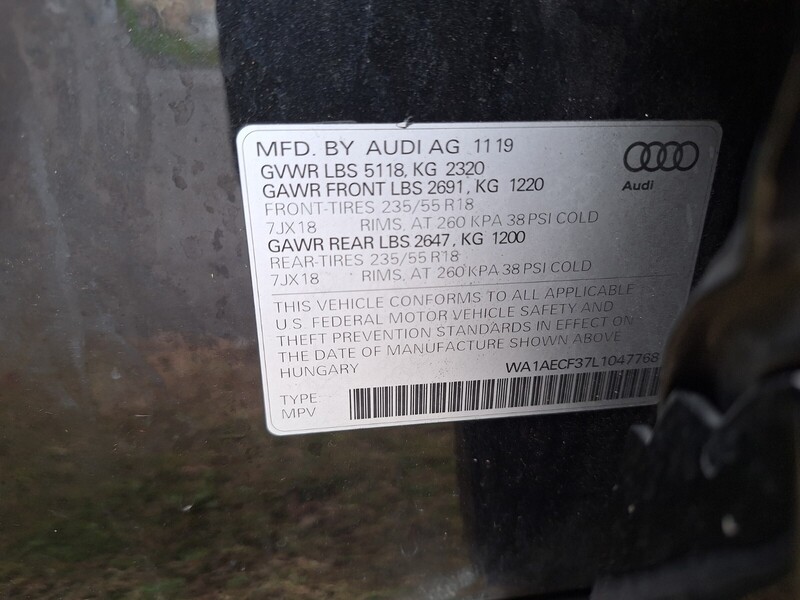 MFD. BY AUDI AG 11 19
GVWR LBS 5118, KG 2320
GAWR FRONT LBS 2691, KG 1220
FRONT-TIRES 235/55 R18
7JX18 RIMS, AT 260 KPA 38 PSI COLD
GAWR REAR LBS 2647, KG 1200
REAR-TIRES 235/55 R18
7JX18 RIMS, AT 260 KPA 38 PSI COLD
Audi
THIS VEHICLE CONFORMS TO ALL APPLICABLE
U.S. FEDERAL MOTOR VEHICLE SAFETY AND
THEFT PREVENTION STANDARDS IN EFFECT ON
THE DATE OF MANUFACTURE SHOWN ABOVE
HUNGARY WA1AECF37L1047768
TYPE
MPV